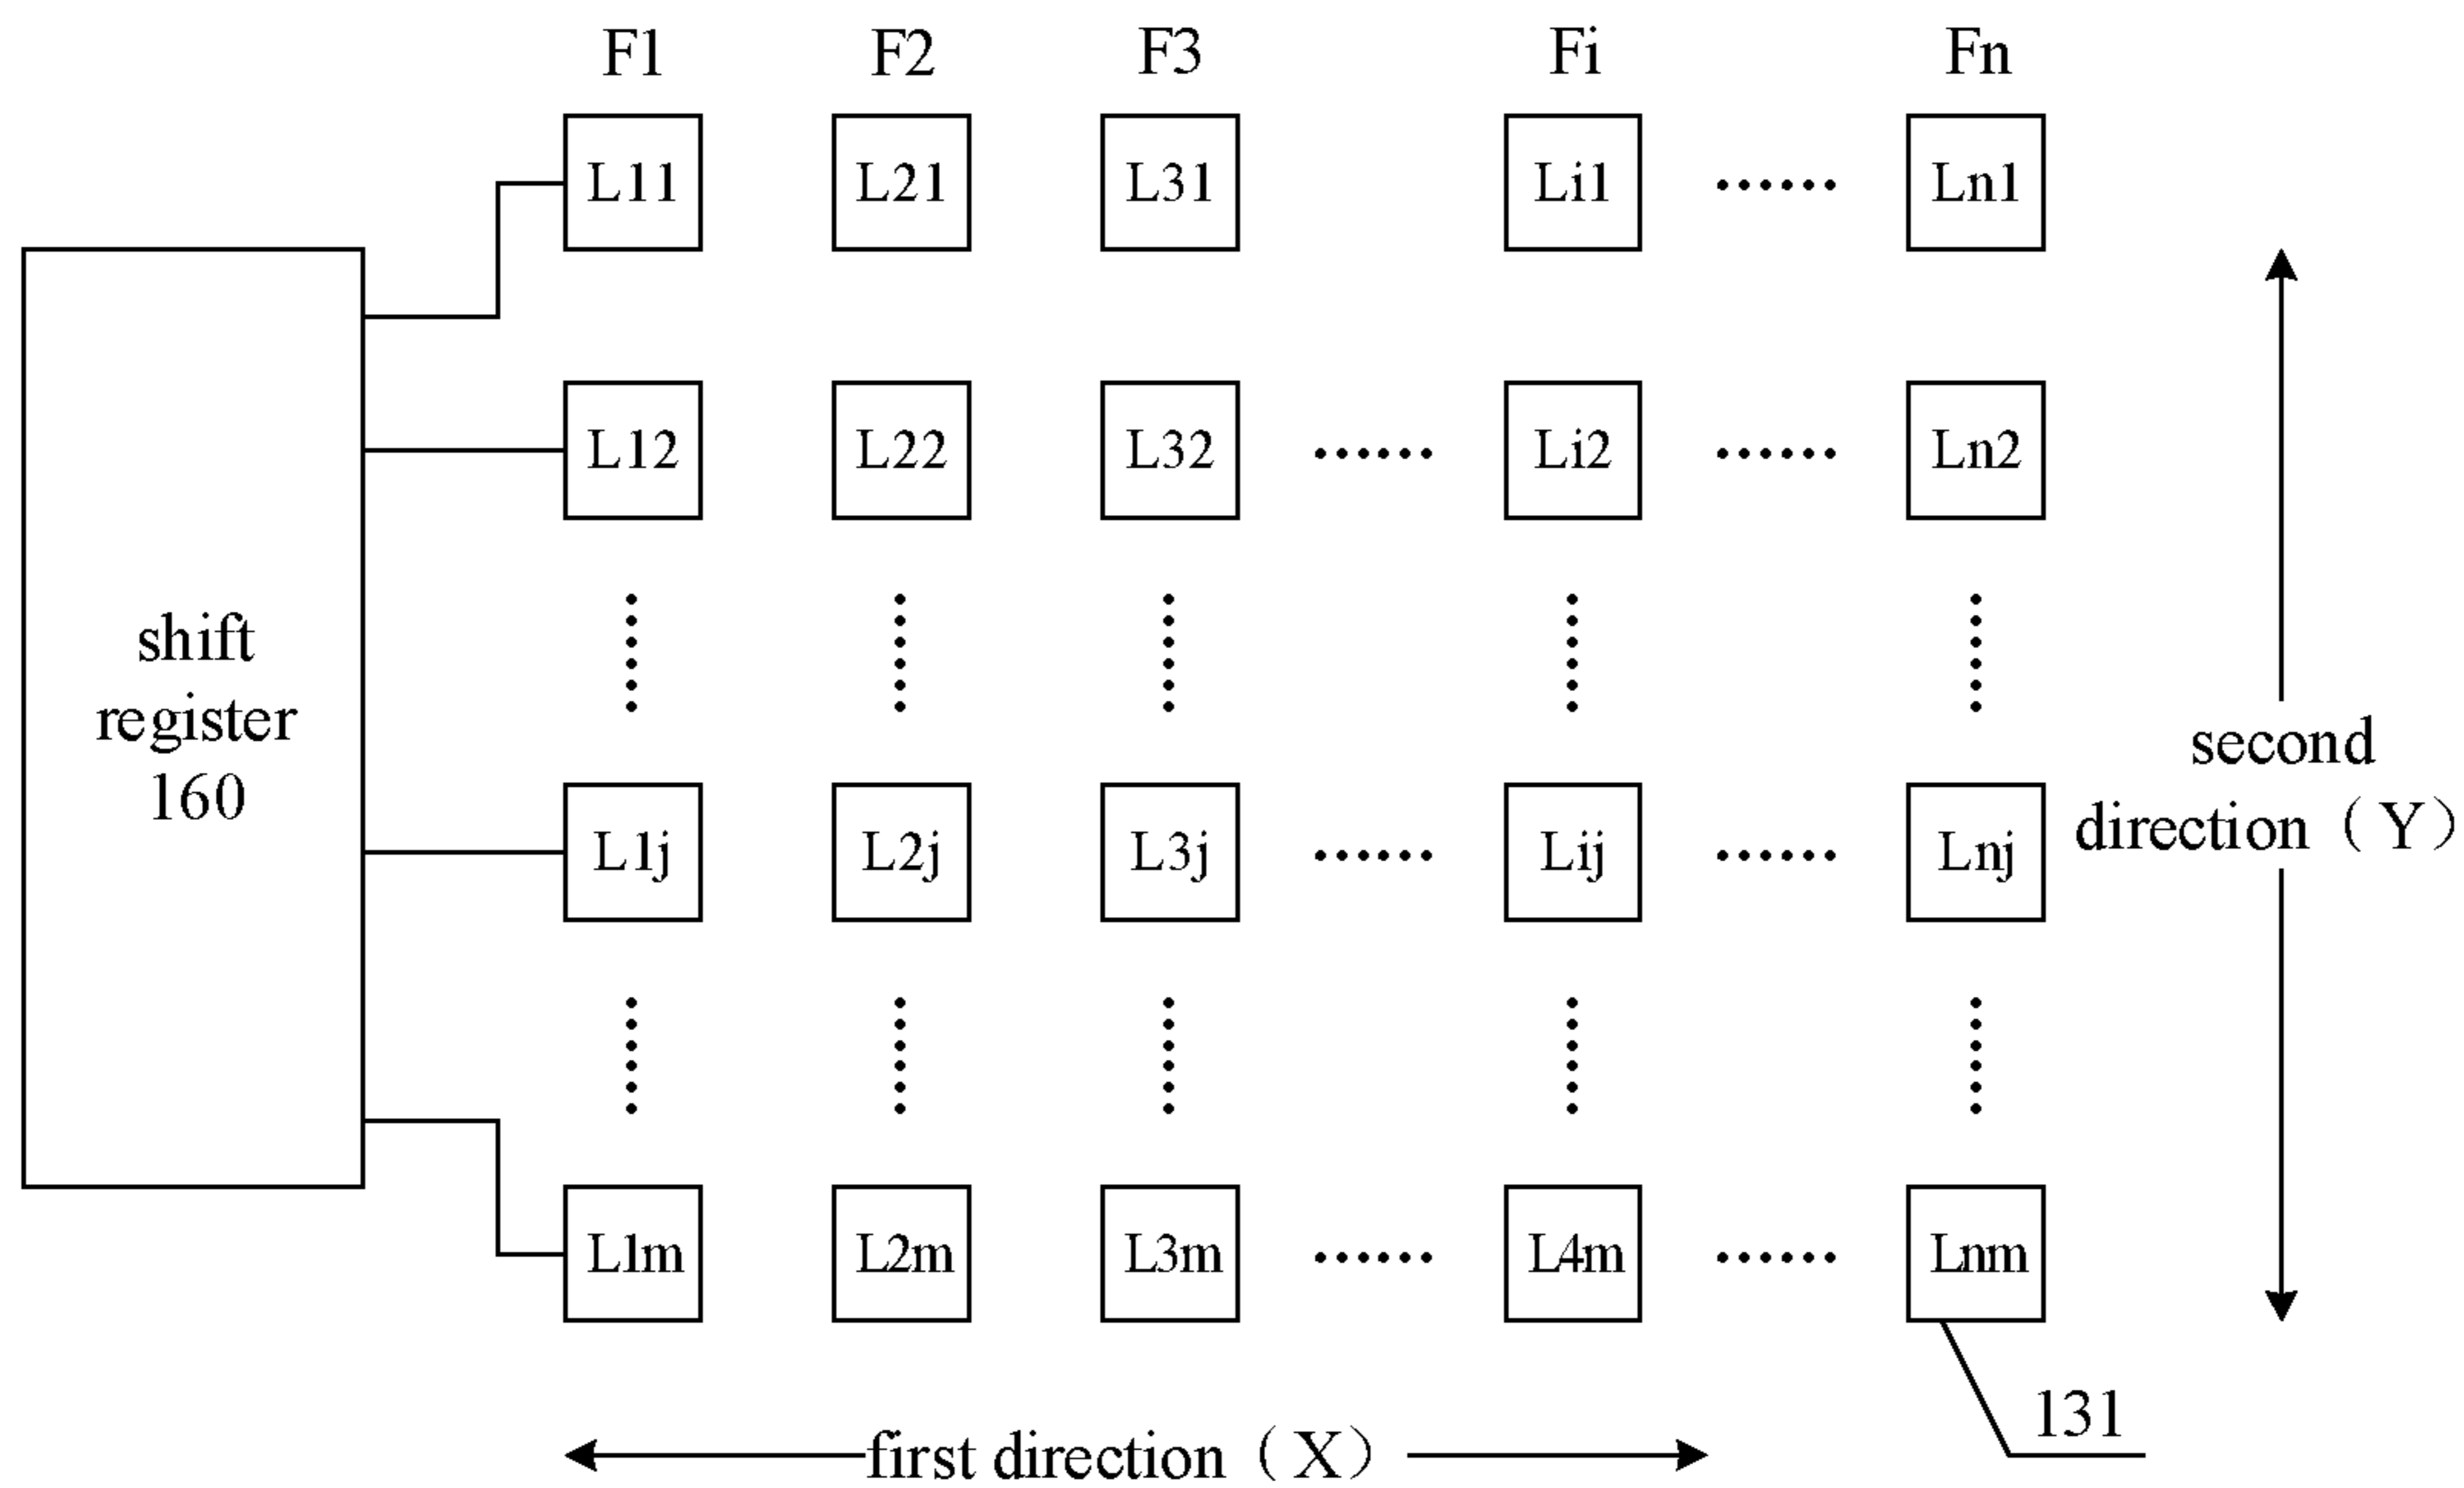 F1 F2 F3 Fi Fn
L11 L21 L31 Li1 …… Ln1
L12 L22 L32 …… Li2 …… Ln2
shift
register
160
second
direction（Y）
L1j L2j L3j …… Lij …… Lnj
L1m L2m L3m …… L4m …… Lnm
131
first direction（X）